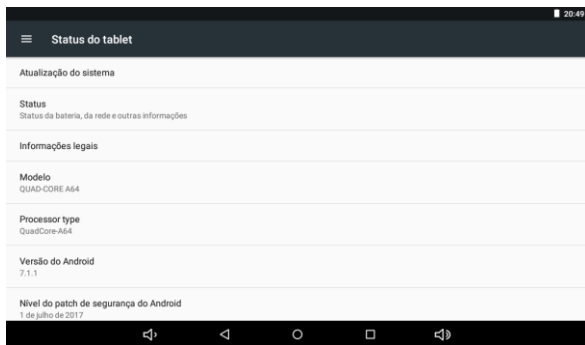 20:49
Status do tablet
Atualização do sistema
Status
Status da bateria, da rede e outras informações
Informações legais
Modelo
QUAD-CORE A64
Processor type
QuadCore-A64
Versão do Android
7.1.1
Nível do patch de segurança do Android
1 de julho de 2017